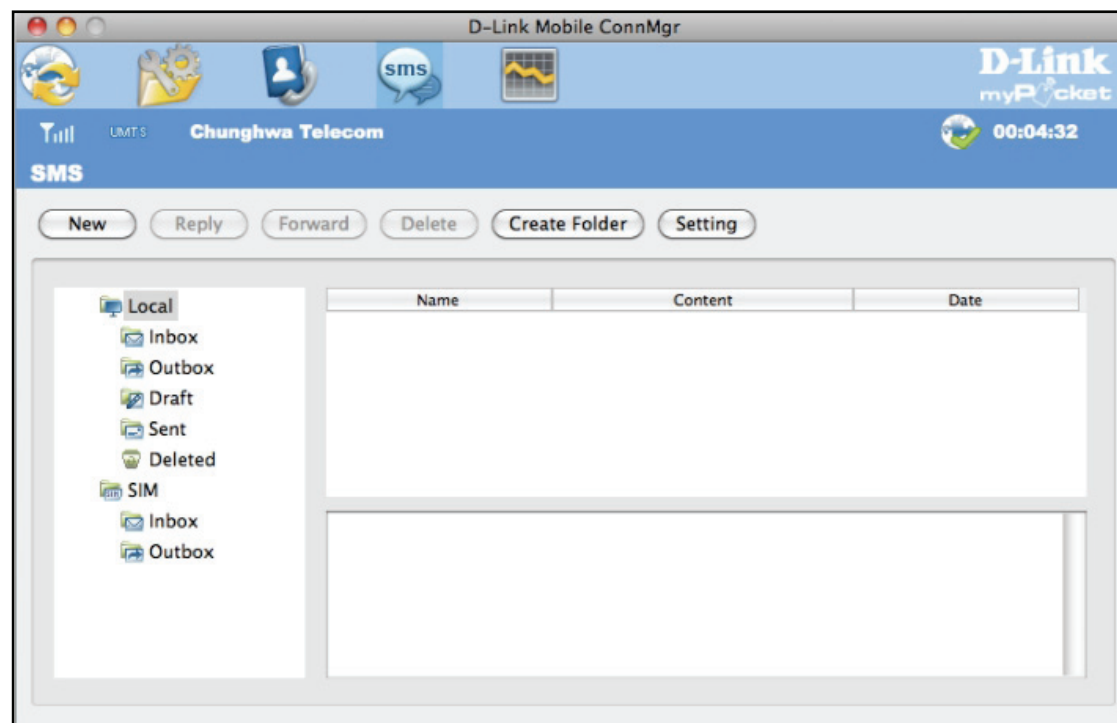 D-Link Mobile ConnMgr
sms
D-Link
myPocket
UMTS Chunghwa Telecom 00:04:32
SMS
New Reply Forward Delete Create Folder Setting
Local
Inbox
Outbox
Draft
Sent
Deleted
SIM
Inbox
Outbox
Name Content Date